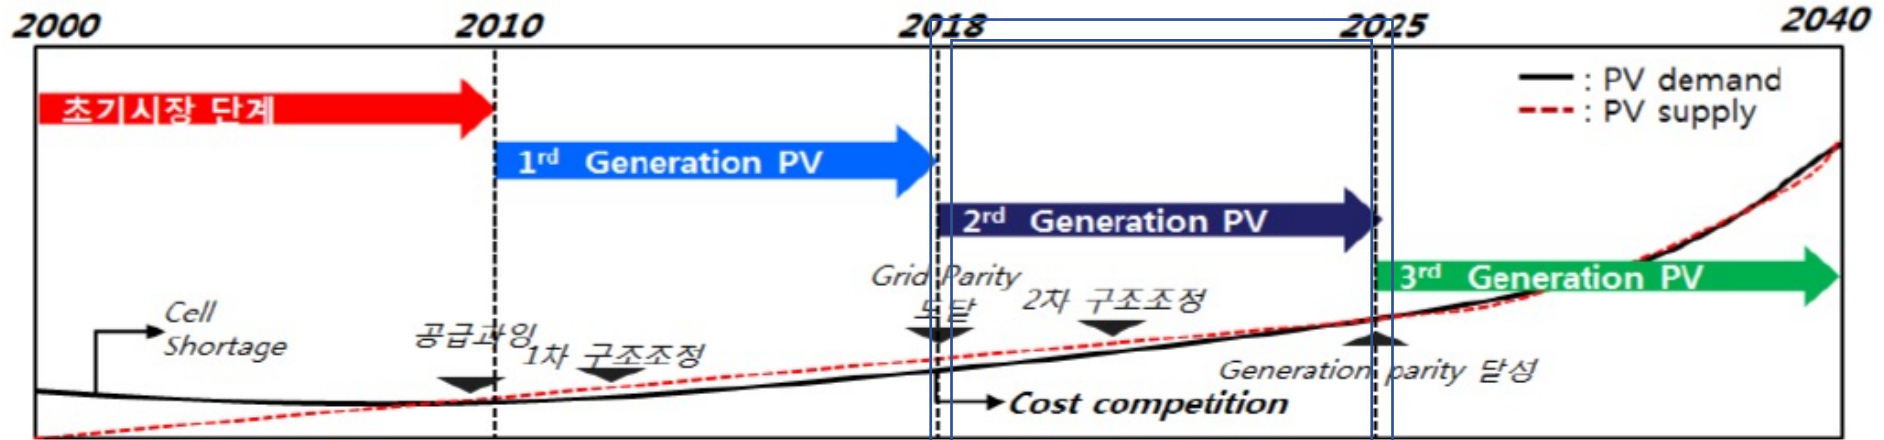 2000
2010
2018
2025
2040
: PV demand
: PV supply
초기시장 단계
1rd Generation PV
2rd Generation PV
3rd Generation PV
Cell
Shortage
공급과잉
1차 구조조정
Grid Parity
도달
2차 구조조정
Generation parity 달성
Cost competition